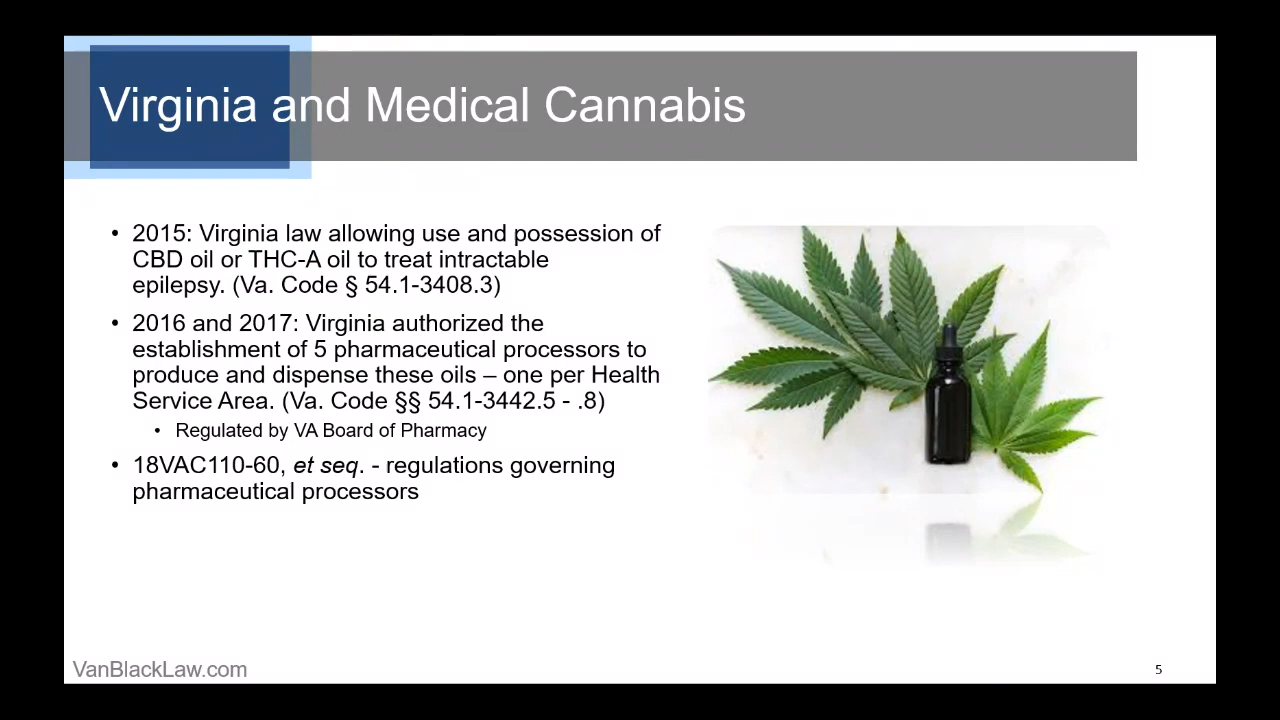 Virginia and Medical Cannabis
• 2015: Virginia law allowing use and possession of
CBD oil or THC-A oil to treat intractable
epilepsy. (Va. Code § 54.1-3408.3)
• 2016 and 2017: Virginia authorized the
establishment of 5 pharmaceutical processors to
produce and dispense these oils – one per Health
Service Area. (Va. Code §§ 54.1-3442.5 - .8)
• Regulated by VA Board of Pharmacy
• 18VAC110-60, et seq. - regulations governing
pharmaceutical processors
VanBlackLaw.com
5